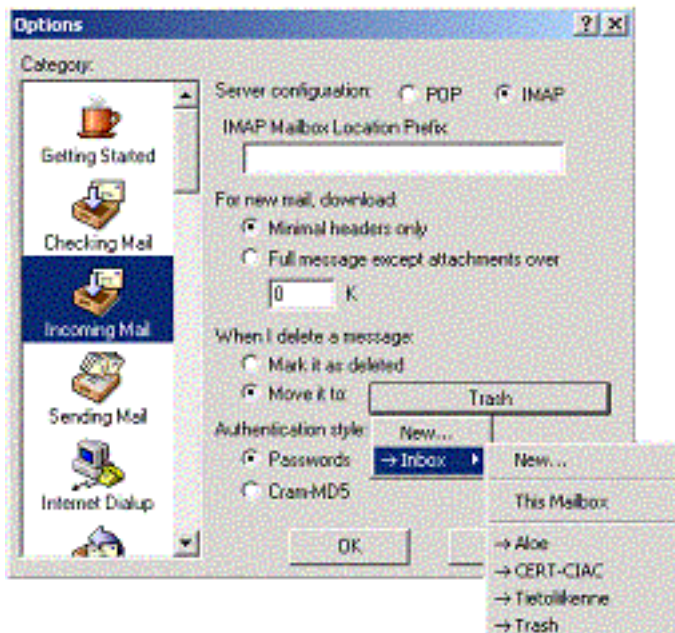 Options
Category:
Getting Started
Checking Mail
Incoming Mail
Sending Mail
Internet Dialup
Server configuration: POP IMAP
IMAP Mailbox Location Prefix:
For new mail, download:
Minimal headers only
Full message except attachments over
0 K
When I delete a message:
Mark it as deleted
Move it to: Trash
Authentication style:
Passwords
Cram-MD5
OK
New...
→ Inbox
New...
This Mailbox
→ Aloe
→ CERT-CIAC
→ Tietoliikenne
→ Trash